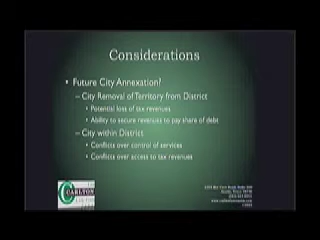 Considerations
• Future City Annexation?
– City Removal of Territory from District
• Potential loss of tax revenues
• Ability to secure revenues to pay share of debt
– City within District
• Conflicts over control of services
• Conflicts over access to tax revenues
CARLTON